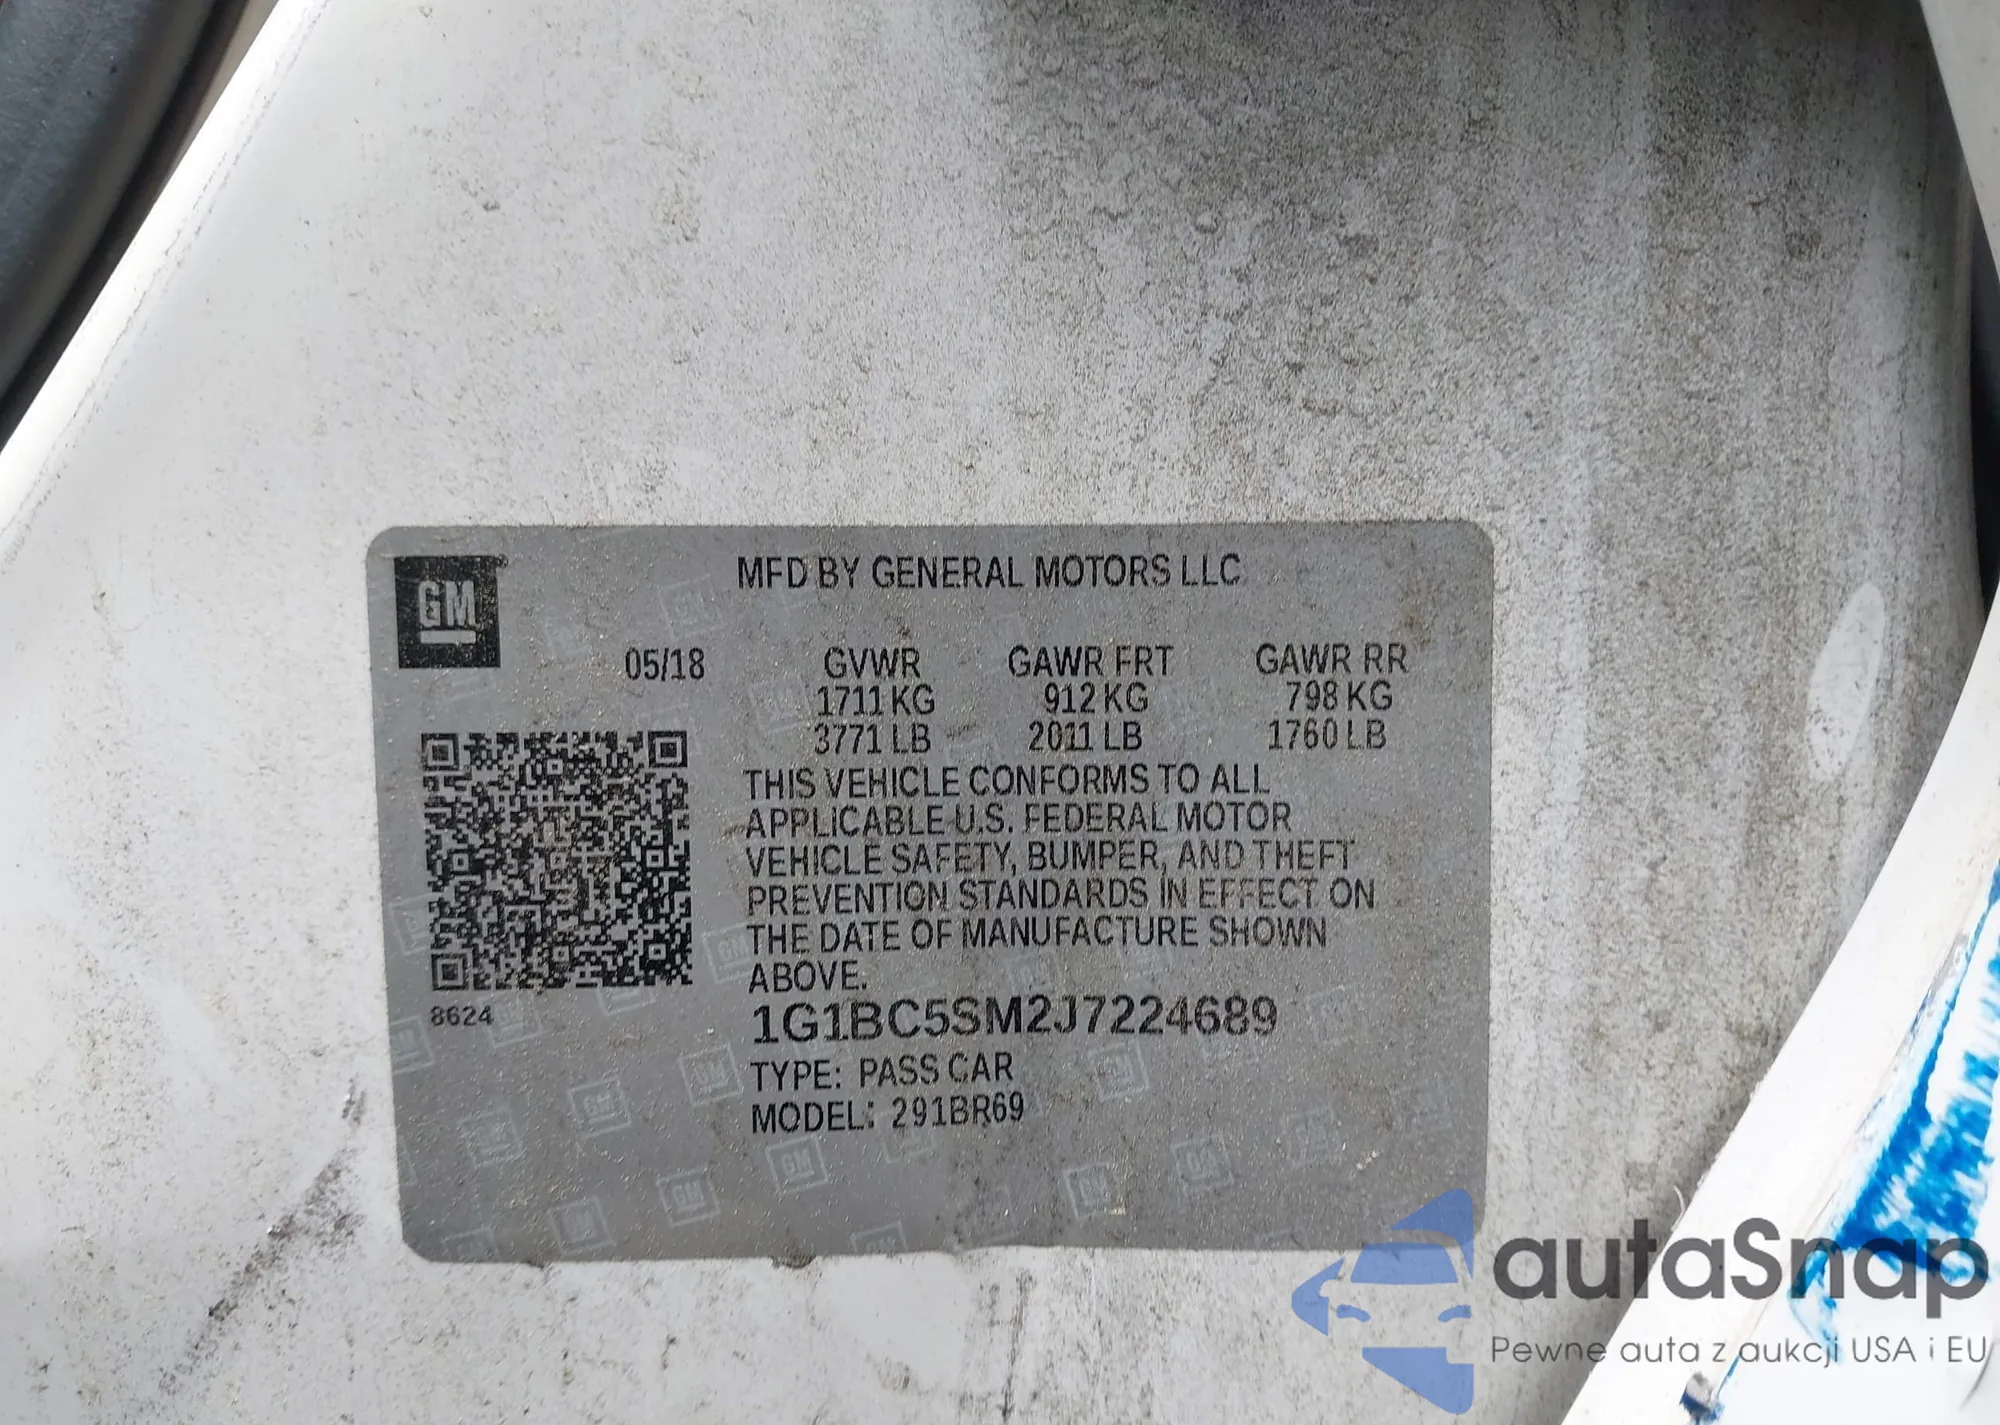 GM
MFD BY GENERAL MOTORS LLC
05/18 GVWR GAWR FRT GAWR RR
1711 KG 912 KG 798 KG
3771 LB 2011 LB 1760 LB
THIS VEHICLE CONFORMS TO ALL
APPLICABLE U.S. FEDERAL MOTOR
VEHICLE SAFETY, BUMPER, AND THEFT
PREVENTION STANDARDS IN EFFECT ON
THE DATE OF MANUFACTURE SHOWN
ABOVE.
8624
1G1BC5SM2J7224689
TYPE: PASS CAR
MODEL: 291BR69
autaSnap
Pewne auta z aukcji USA i EU